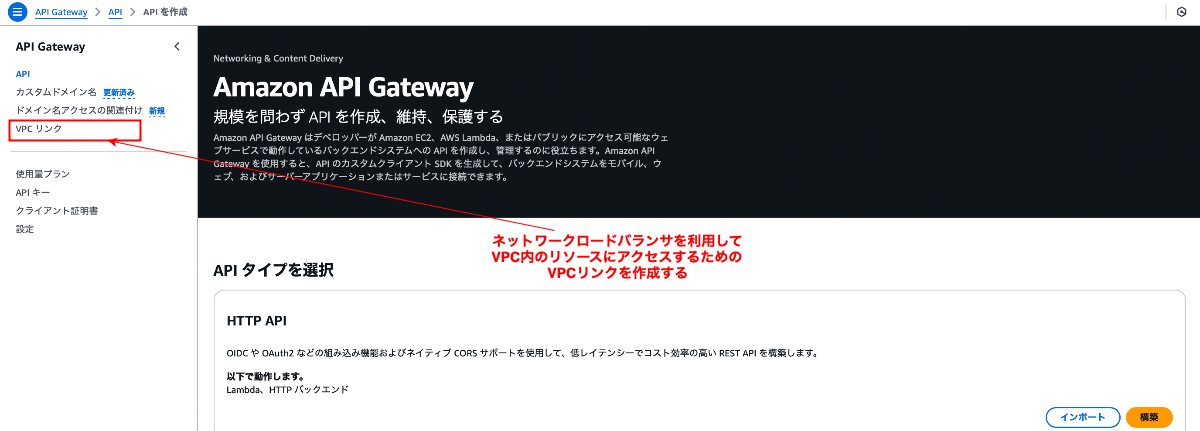 API Gateway > API > API を作成
API Gateway
API
カスタムドメイン名 更新済み
ドメイン名アクセスの関連付け 新規
VPC リンク
使用量プラン
API キー
クライアント証明書
設定
Networking & Content Delivery
Amazon API Gateway
規模を問わず API を作成、維持、保護する
Amazon API Gateway はデベロッパーが Amazon EC2、AWS Lambda、またはパブリックにアクセス可能なウェ
ブサービスで動作しているバックエンドシステムへの API を作成し、管理するのに役立ちます。Amazon API
Gateway を使用すると、API のカスタムクライアント SDK を生成して、バックエンドシステムをモバイル、ウ
ェブ、およびサーバーアプリケーションまたはサービスに接続できます。
ネットワークロードバランサを利用して
VPC内のリソースにアクセスするための
VPCリンクを作成する
API タイプを選択
HTTP API
OIDC や OAuth2 などの組み込み機能およびネイティブ CORS サポートを使用して、低レイテンシーでコスト効率の高い REST API を構築します。
以下で動作します。
Lambda、HTTP バックエンド
インポート
構築